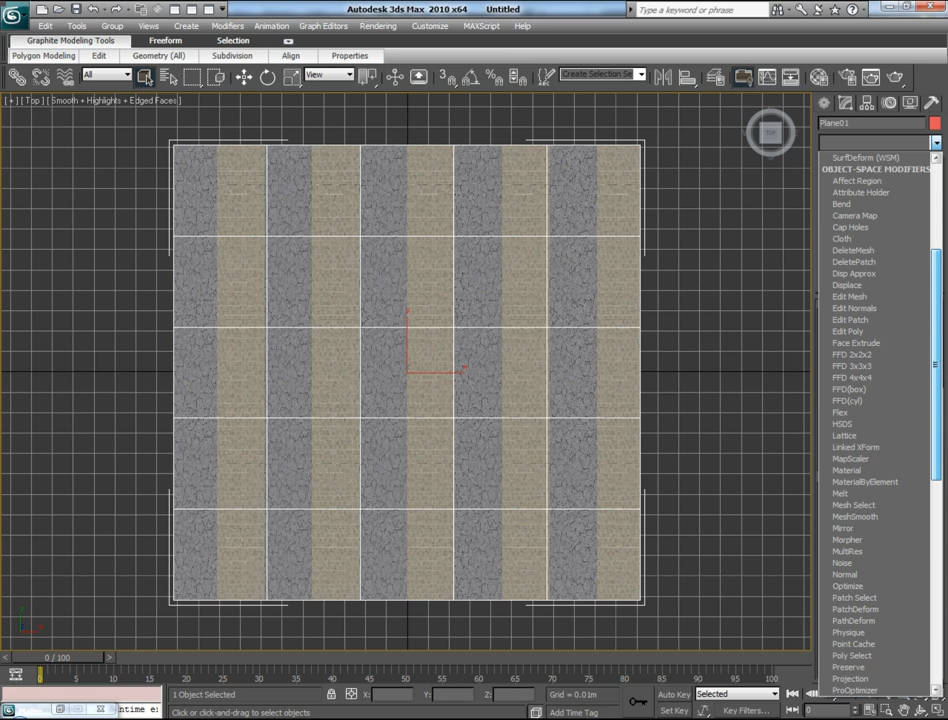 Autodesk 3ds Max 2010 x64 Untitled
Type a keyword or phrase
Edit Tools Group Views Create Modifiers Animation Graph Editors Rendering Customize MAXScript Help
Graphite Modeling Tools Freeform Selection
Polygon Modeling Edit Geometry (All) Subdivision Align Properties
All View 3 Create Selection Se
[ + ] [ Top ] [ Smooth + Highlights + Edged Faces ]
TOP
Plane01
SurfDeform (WSM)
OBJECT-SPACE MODIFIERS
Affect Region
Attribute Holder
Bend
Camera Map
Cap Holes
Cloth
DeleteMesh
DeletePatch
Disp Approx
Displace
Edit Mesh
Edit Normals
Edit Patch
Edit Poly
Face Extrude
FFD 2x2x2
FFD 3x3x3
FFD 4x4x4
FFD(box)
FFD(cyl)
Flex
HSDS
Lattice
Linked XForm
MapScaler
Material
MaterialByElement
Melt
Mesh Select
MeshSmooth
Mirror
Morpher
MultiRes
Noise
Normal
Optimize
Patch Select
PatchDeform
PathDeform
Physique
Point Cache
Poly Select
Preserve
Projection
ProOptimizer
0 / 100
0 5 10 15 20 25 30 35 40 45 50 55 60 65 70 75 80 85 90 95 100
1 Object Selected X: Y: Z: Grid = 0.01m Auto Key Selected
ntime e Click or click-and-drag to select objects Add Time Tag Set Key Key Filters... 0